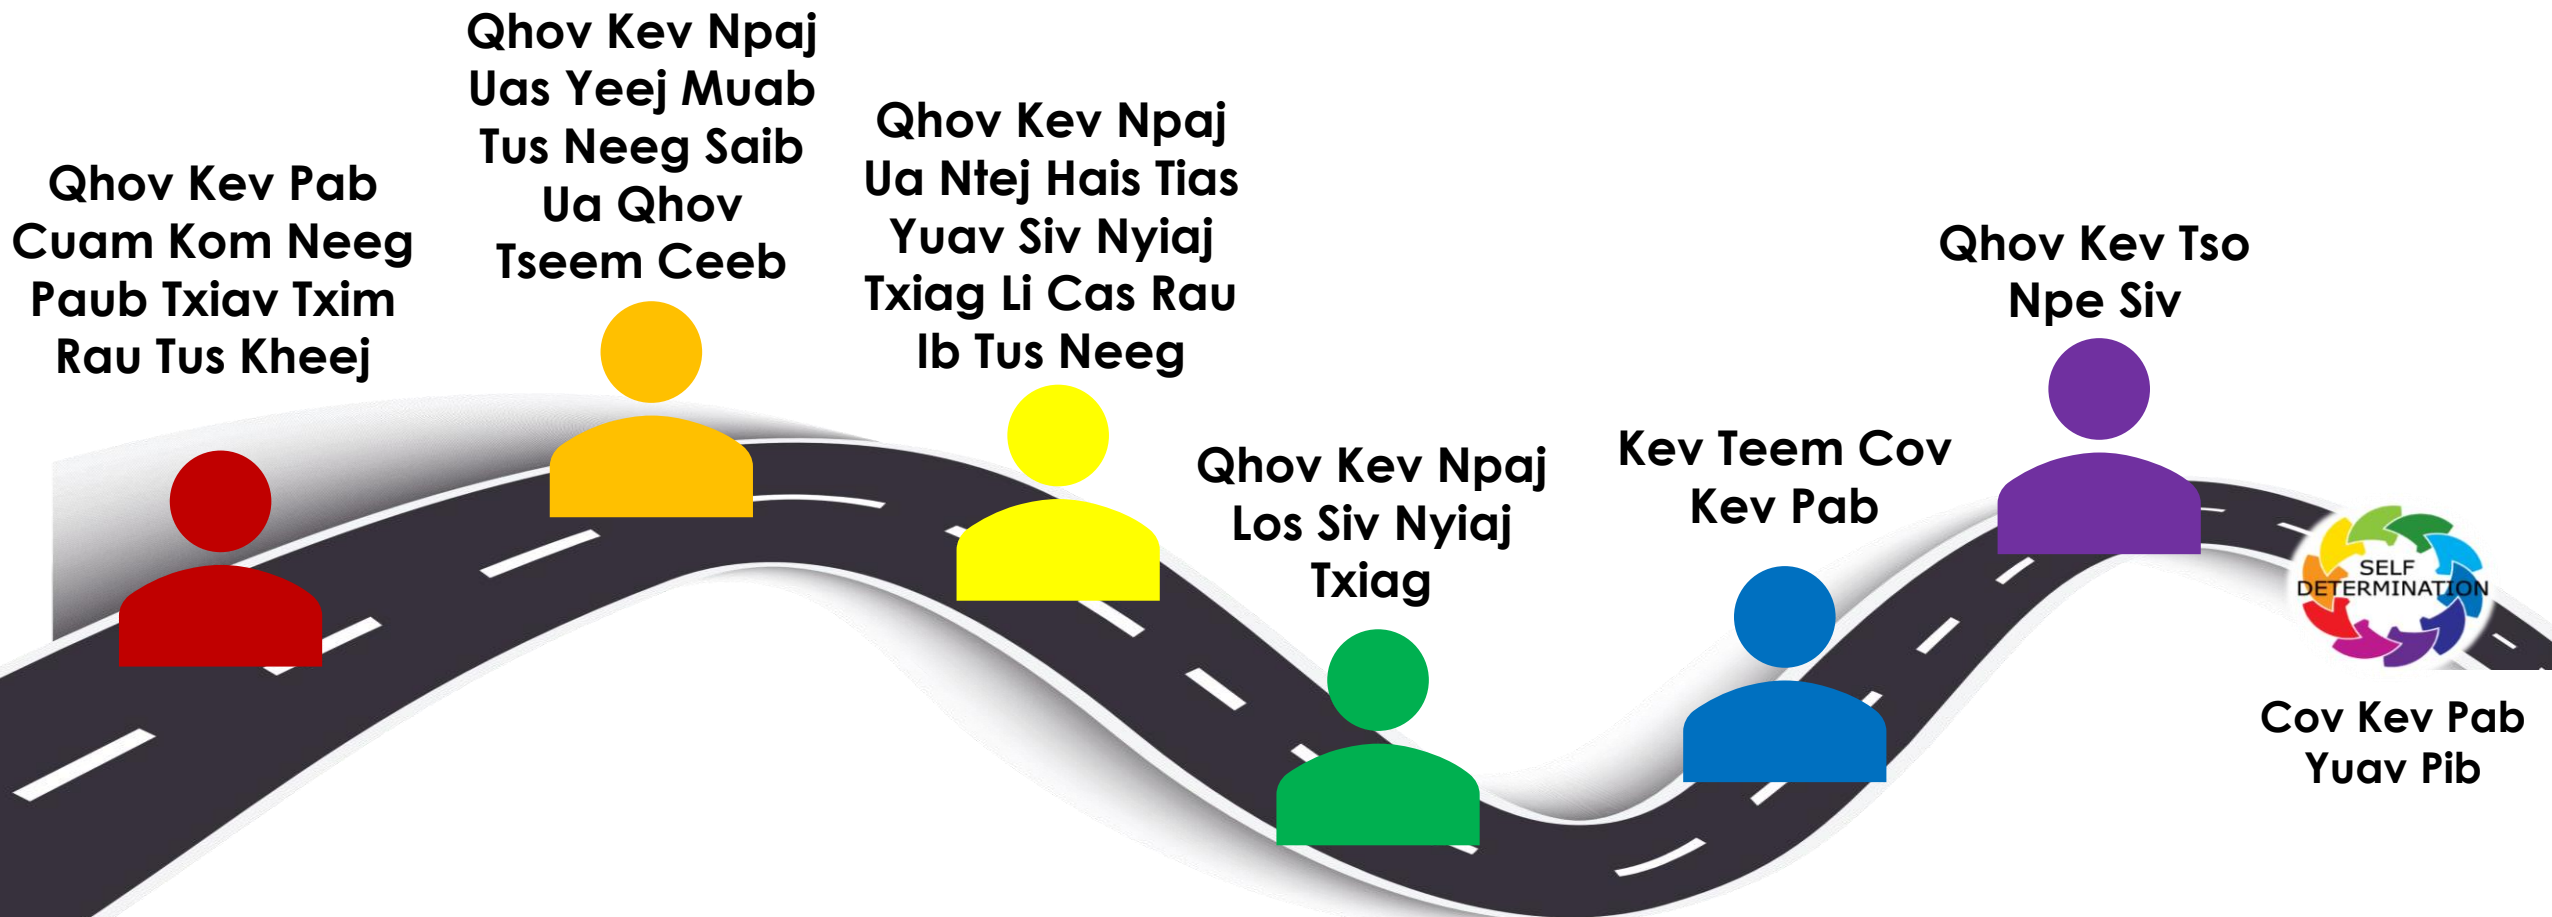 Qhov Kev Pab
Cuam Kom Neeg
Paub Txiav Txim
Rau Tus Kheej
Qhov Kev Npaj
Uas Yeej Muab
Tus Neeg Saib
Ua Qhov
Tseem Ceeb
Qhov Kev Npaj
Ua Ntej Hais Tias
Yuav Siv Nyiaj
Txiag Li Cas Rau
Ib Tus Neeg
Qhov Kev Npaj
Los Siv Nyiaj
Txiag
Kev Teem Cov
Kev Pab
Qhov Kev Tso
Npe Siv
SELF
DETERMINATION
Cov Kev Pab
Yuav Pib